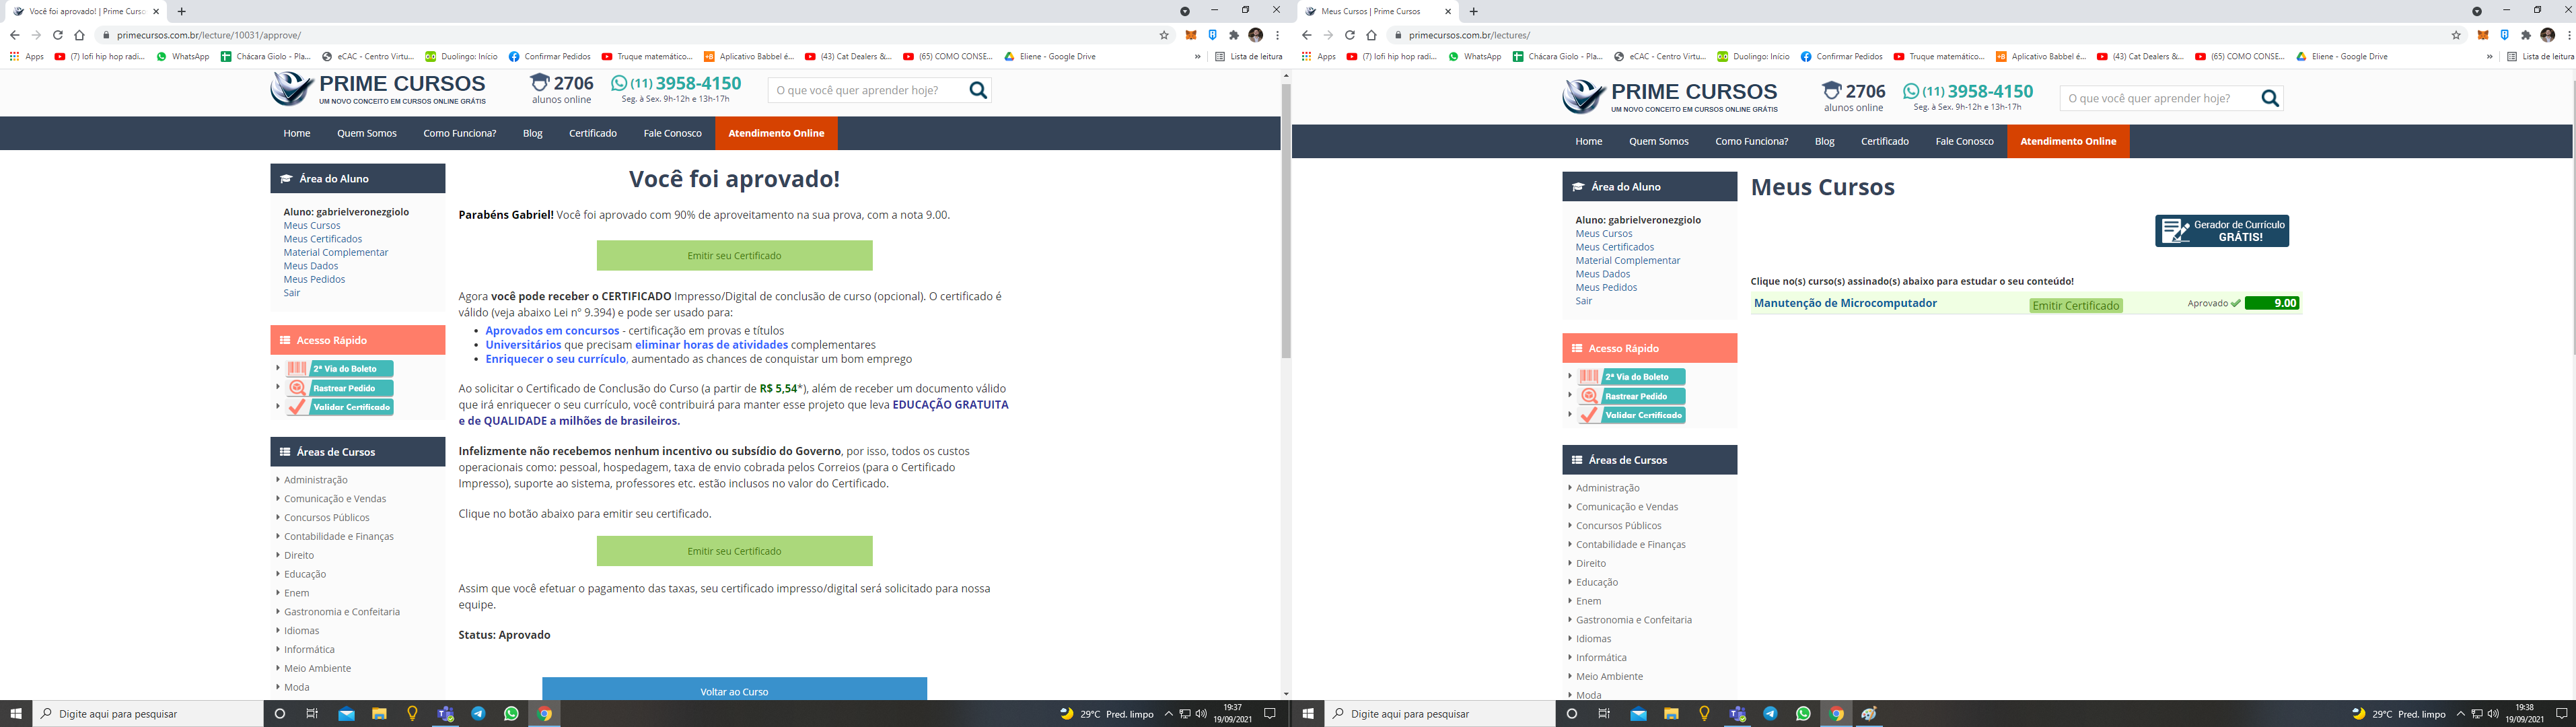 Você foi aprovado! | Prime Curso
primecursos.com.br/lecture/10031/approve/
Apps
(7) lofi hip hop radi...
WhatsApp
Chácara Giolo - Pla...
eCAC - Centro Virtu...
Duolingo: Início
Confirmar Pedidos
Truque matemático...
Aplicativo Babbel é...
(43) Cat Dealers &...
(65) COMO CONSE...
Eliene - Google Drive
»
Lista de leitura
PRIME CURSOS
UM NOVO CONCEITO EM CURSOS ONLINE GRÁTIS
2706
alunos online
(11) 3958-4150
Seg. à Sex. 9h-12h e 13h-17h
O que você quer aprender hoje?
Home
Quem Somos
Como Funciona?
Blog
Certificado
Fale Conosco
Atendimento Online
Área do Aluno
Aluno: gabrielveronezgiolo
Meus Cursos
Meus Certificados
Material Complementar
Meus Dados
Meus Pedidos
Sair
Acesso Rápido
2ª Via do Boleto
Rastrear Pedido
Validar Certificado
Áreas de Cursos
Administração
Comunicação e Vendas
Concursos Públicos
Contabilidade e Finanças
Direito
Educação
Enem
Gastronomia e Confeitaria
Idiomas
Informática
Meio Ambiente
Moda
Você foi aprovado!
Parabéns Gabriel! Você foi aprovado com 90% de aproveitamento na sua prova, com a nota 9.00.
Emitir seu Certificado
Agora você pode receber o CERTIFICADO Impresso/Digital de conclusão de curso (opcional). O certificado é
válido (veja abaixo Lei nº 9.394) e pode ser usado para:
• Aprovados em concursos - certificação em provas e títulos
• Universitários que precisam eliminar horas de atividades complementares
• Enriquecer o seu currículo, aumentado as chances de conquistar um bom emprego
Ao solicitar o Certificado de Conclusão do Curso (a partir de R$ 5,54*), além de receber um documento válido
que irá enriquecer o seu currículo, você contribuirá para manter esse projeto que leva EDUCAÇÃO GRATUITA
e de QUALIDADE a milhões de brasileiros.
Infelizmente não recebemos nenhum incentivo ou subsídio do Governo, por isso, todos os custos
operacionais como: pessoal, hospedagem, taxa de envio cobrada pelos Correios (para o Certificado
Impresso), suporte ao sistema, professores etc. estão inclusos no valor do Certificado.
Clique no botão abaixo para emitir seu certificado.
Emitir seu Certificado
Assim que você efetuar o pagamento das taxas, seu certificado impresso/digital será solicitado para nossa
equipe.
Status: Aprovado
Voltar ao Curso
Digite aqui para pesquisar
29°C Pred. limpo
19:37
19/09/2021
Meus Cursos | Prime Cursos
primecursos.com.br/lectures/
Apps
(7) lofi hip hop radi...
WhatsApp
Chácara Giolo - Pla...
eCAC - Centro Virtu...
Duolingo: Início
Confirmar Pedidos
Truque matemático...
Aplicativo Babbel é...
(43) Cat Dealers &...
(65) COMO CONSE...
Eliene - Google Drive
»
Lista de leitura
PRIME CURSOS
UM NOVO CONCEITO EM CURSOS ONLINE GRÁTIS
2706
alunos online
(11) 3958-4150
Seg. à Sex. 9h-12h e 13h-17h
O que você quer aprender hoje?
Home
Quem Somos
Como Funciona?
Blog
Certificado
Fale Conosco
Atendimento Online
Área do Aluno
Aluno: gabrielveronezgiolo
Meus Cursos
Meus Certificados
Material Complementar
Meus Dados
Meus Pedidos
Sair
Acesso Rápido
2ª Via do Boleto
Rastrear Pedido
Validar Certificado
Áreas de Cursos
Administração
Comunicação e Vendas
Concursos Públicos
Contabilidade e Finanças
Direito
Educação
Enem
Gastronomia e Confeitaria
Idiomas
Informática
Meio Ambiente
Moda
Meus Cursos
Gerador de Currículo
GRÁTIS!
Clique no(s) curso(s) assinado(s) abaixo para estudar o seu conteúdo!
Manutenção de Microcomputador
Emitir Certificado
Aprovado
9.00
Digite aqui para pesquisar
29°C Pred. limpo
19:38
19/09/2021